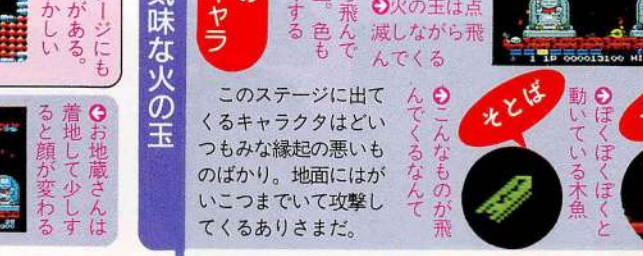 1 1P 000013100 HI
動いている木魚
➲ぽくぽくぽくと
そとば
んでくるなんて
➲こんなものが飛
➲火の玉は点
滅しながら飛
んでくる
飛んで
。色も
する
キャラ
このステージに出て
くるキャラクタはどい
つもみな縁起の悪いも
のばかり。地面にはが
いこつまでいて攻撃し
てくるありさまだ。
気味な火の玉
ージにも
がある。
かしい
➲お地蔵さんは
着地して少しす
ると顔が変わる